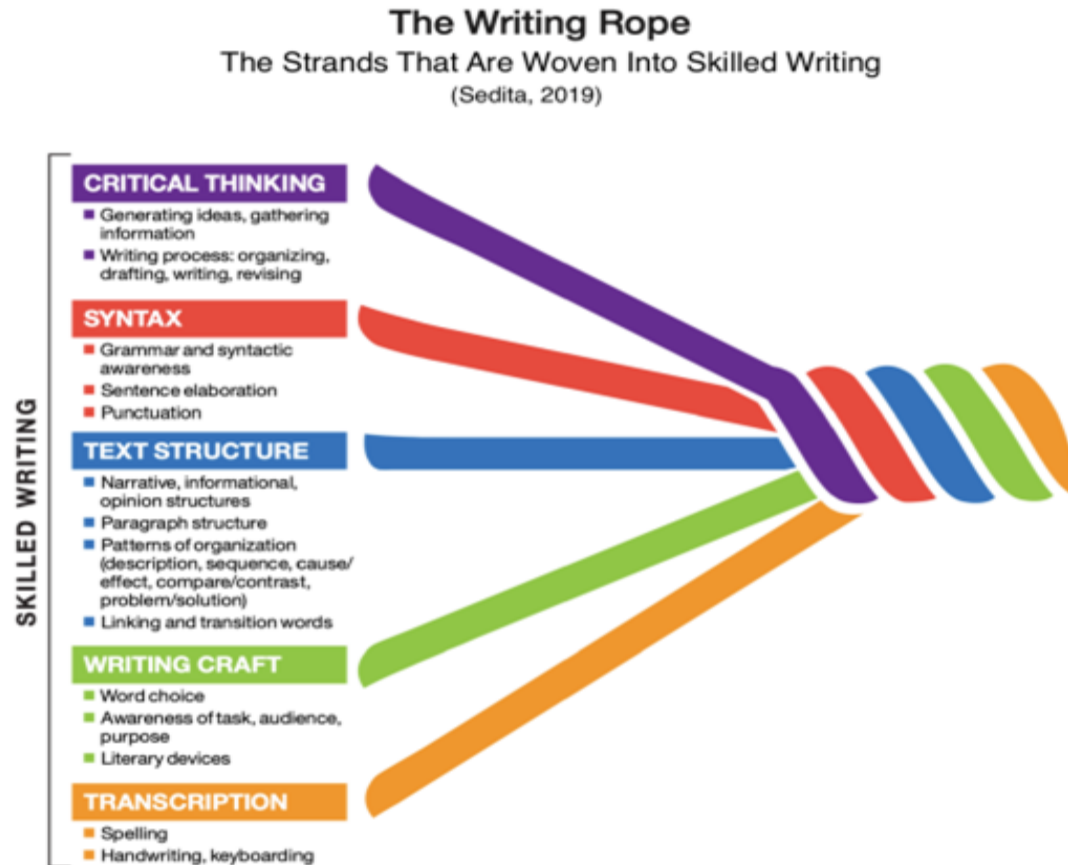 The Writing Rope
The Strands That Are Woven Into Skilled Writing
(Sedita, 2019)
SKILLED WRITING
CRITICAL THINKING
Generating ideas, gathering
information
Writing process: organizing,
drafting, writing, revising
SYNTAX
Grammar and syntactic
awareness
Sentence elaboration
Punctuation
TEXT STRUCTURE
Narrative, informational,
opinion structures
Paragraph structure
Patterns of organization
(description, sequence, cause/
effect, compare/contrast,
problem/solution)
Linking and transition words
WRITING CRAFT
Word choice
Awareness of task, audience,
purpose
Literary devices
TRANSCRIPTION
Spelling
Handwriting, keyboarding